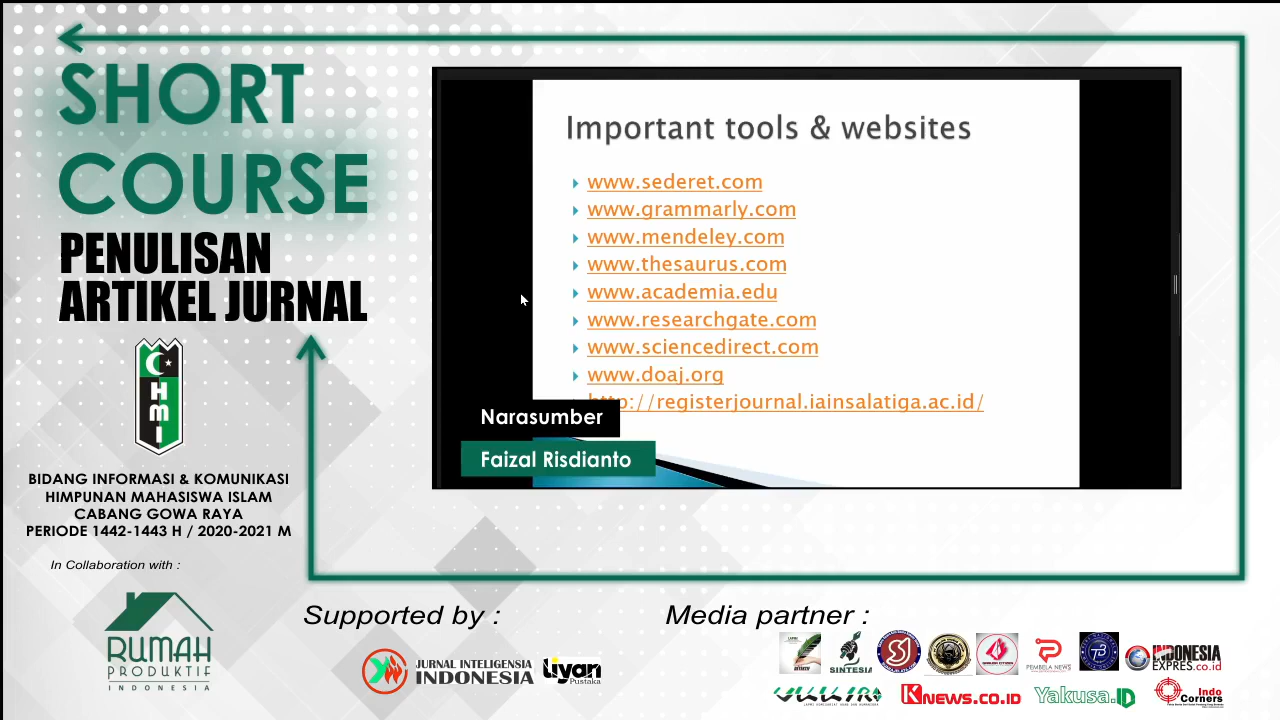 SHORT
COURSE
PENULISAN
ARTIKEL JURNAL
HMI
BIDANG INFORMASI & KOMUNIKASI
HIMPUNAN MAHASISWA ISLAM
CABANG GOWA RAYA
PERIODE 1442-1443 H / 2020-2021 M
In Collaboration with :
RUMAH
PRODUKTIF
INDONESIA
Important tools & websites
www.sederet.com
www.grammarly.com
www.mendeley.com
www.thesaurus.com
www.academia.edu
www.researchgate.com
www.sciencedirect.com
www.doaj.org
http://registerjournal.iainsalatiga.ac.id/
Narasumber
Faizal Risdianto
Supported by :
JURNAL INTELIGENSIA
INDONESIA
Liyan
Pustaka
Media partner :
SINTESIS
PEMBELA NEWS
INDONESIA
EXPRES.co.id
KNEWS.CO.ID
Yakusa.ID
Indo
Corners